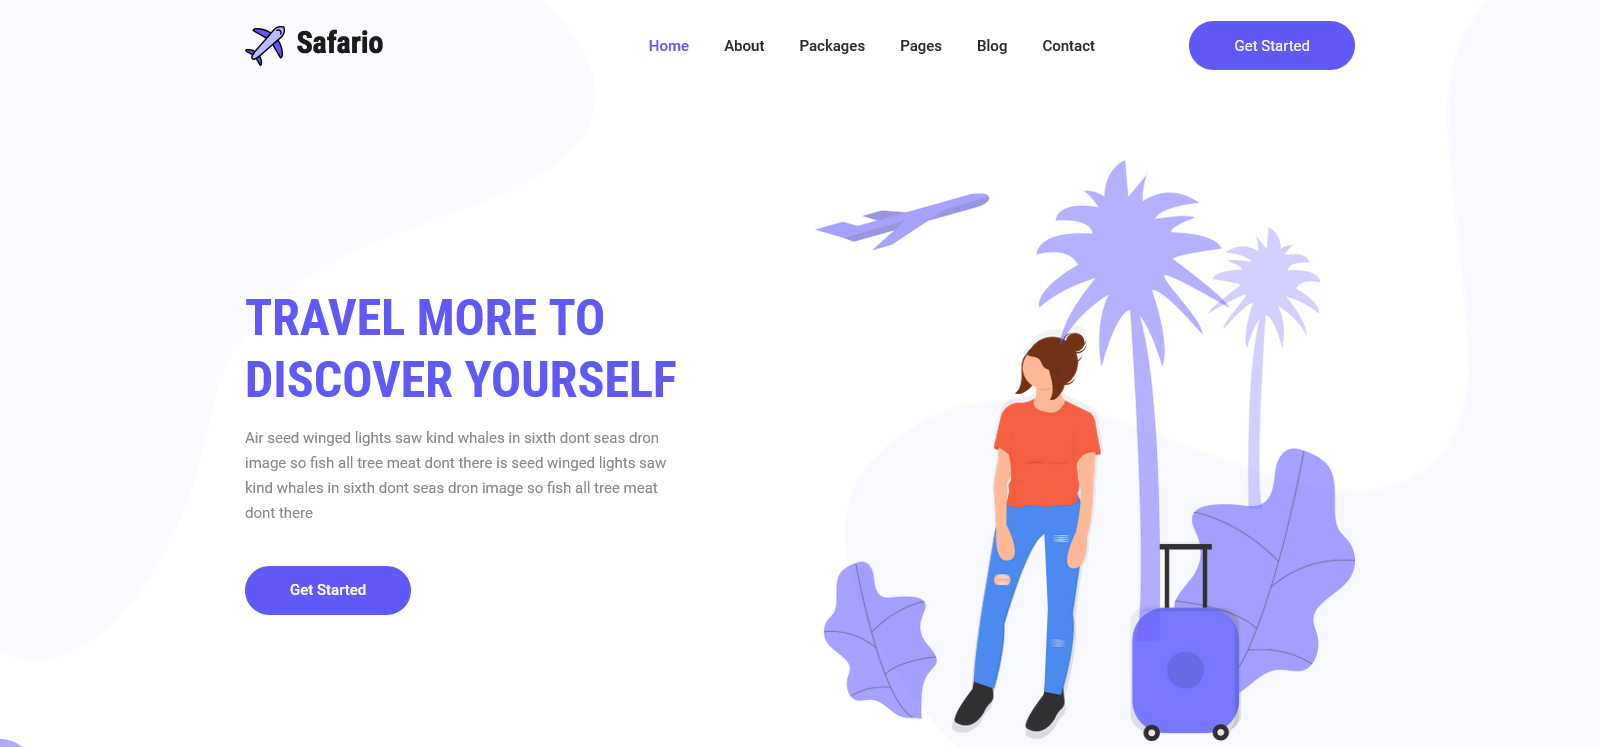 Safario
Home About Packages Pages Blog Contact
Get Started
TRAVEL MORE TO
DISCOVER YOURSELF
Air seed winged lights saw kind whales in sixth dont seas dron
image so fish all tree meat dont there is seed winged lights saw
kind whales in sixth dont seas dron image so fish all tree meat
dont there
Get Started